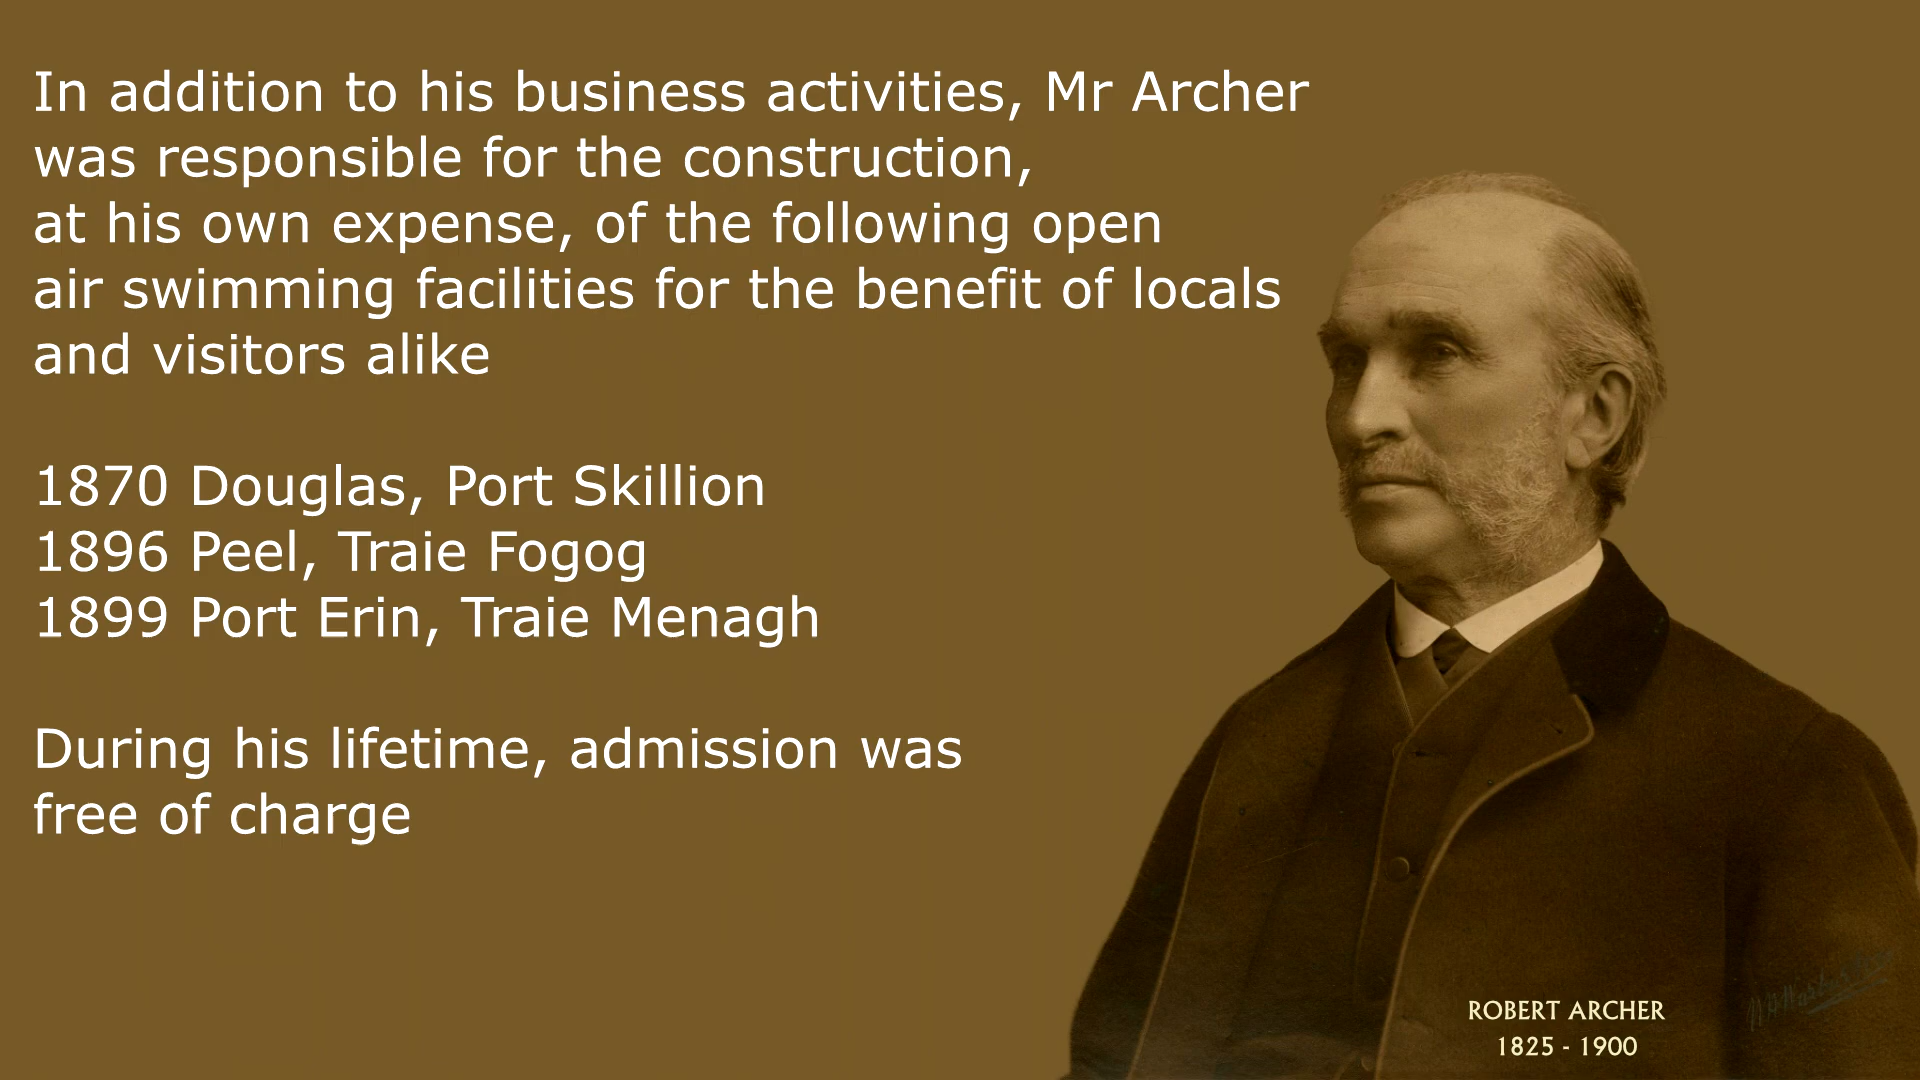 In addition to his business activities, Mr Archer
was responsible for the construction,
at his own expense, of the following open
air swimming facilities for the benefit of locals
and visitors alike
1870 Douglas, Port Skillion
1896 Peel, Traie Fogog
1899 Port Erin, Traie Menagh
During his lifetime, admission was
free of charge
ROBERT ARCHER
1825 - 1900